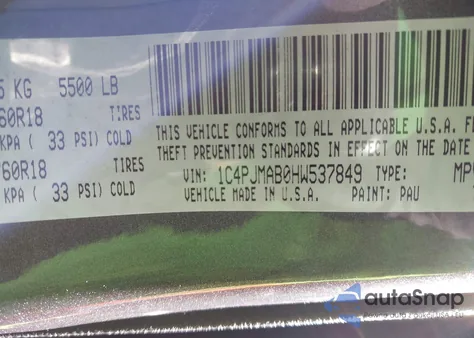 KG 5500 LB
60R18 TIRES
KPA ( 33 PSI) COLD
60R18 TIRES
KPA ( 33 PSI) COLD
THIS VEHICLE CONFORMS TO ALL APPLICABLE U.S.A. FE
THEFT PREVENTION STANDARDS IN EFFECT ON THE DATE
VIN: 1C4PJMAB0HW537849 TYPE: MP
VEHICLE MADE IN U.S.A. PAINT: PAU
autoSnap